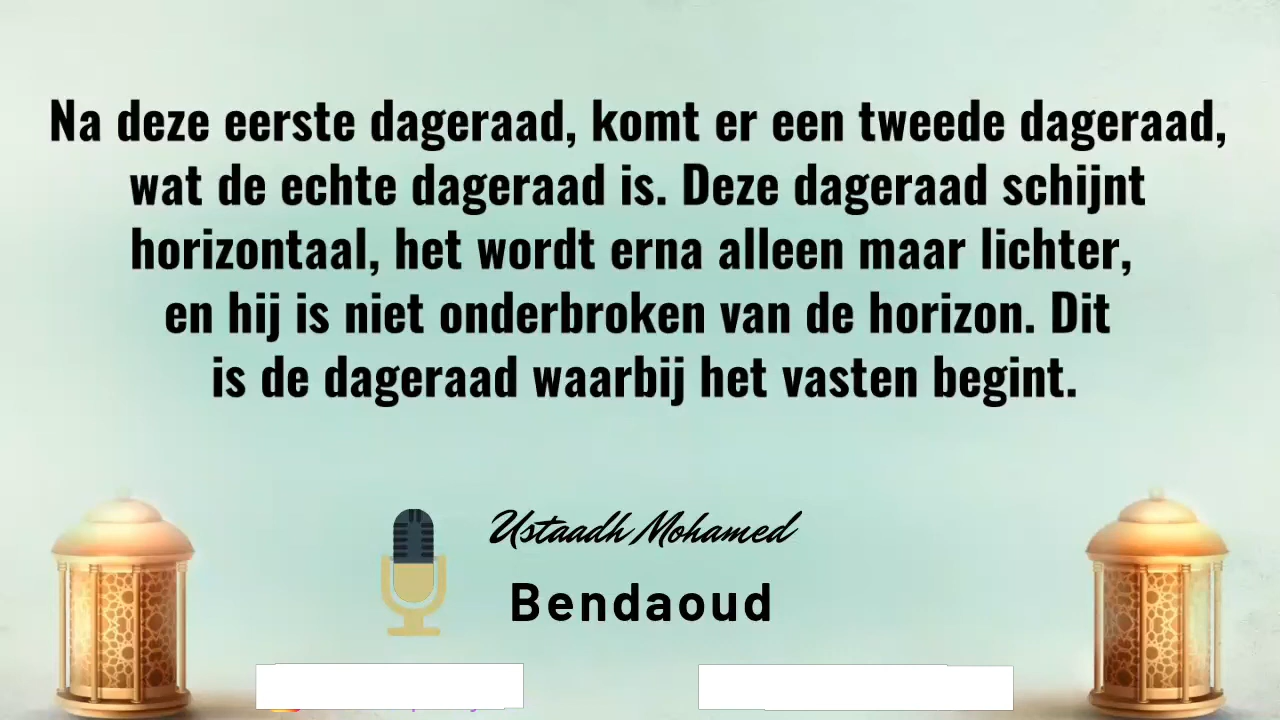 Na deze eerste dageraad, komt er een tweede dageraad,
wat de echte dageraad is. Deze dageraad schijnt
horizontaal, het wordt erna alleen maar lichter,
en hij is niet onderbroken van de horizon. Dit
is de dageraad waarbij het vasten begint.
Ustaadh Mohamed
Bendaoud